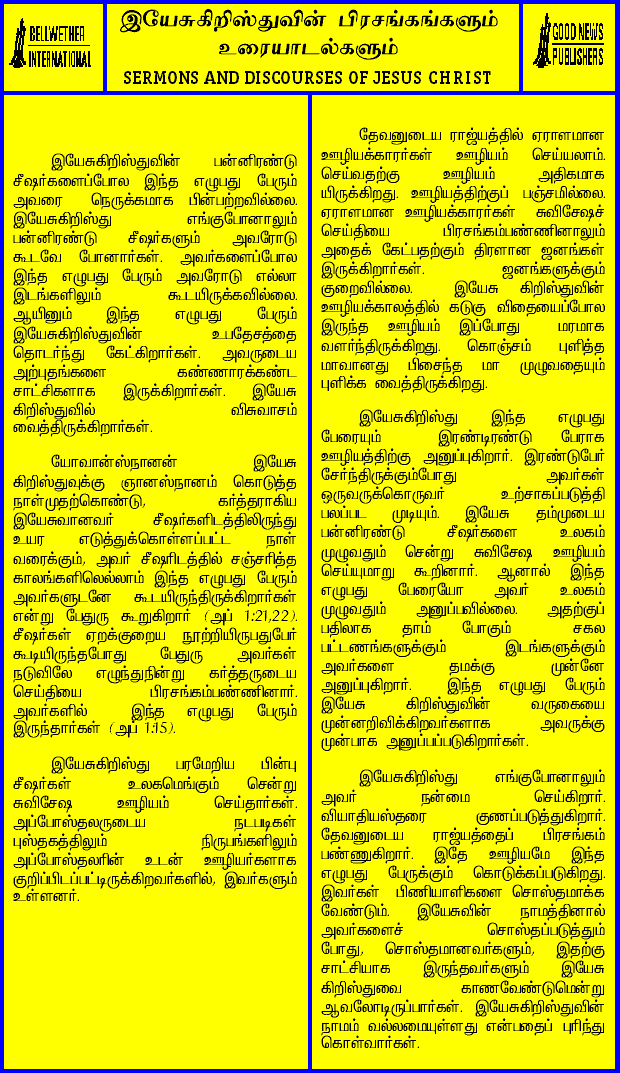 BELLWETHER
INTERNATIONAL
இயேசுகிறிஸ்துவின் பிரசங்கங்களும்
உரையாடல்களும்
SERMONS AND DISCOURSES OF JESUS CHRIST
GOOD NEWS
PUBLISHERS
இயேசுகிறிஸ்துவின் பன்னிரண்டு
சீஷர்களைப்போல இந்த எழுபது பேரும்
அவரை நெருக்கமாக பின்பற்றவில்லை.
இயேசுகிறிஸ்து எங்குபோனாலும்
பன்னிரண்டு சீஷர்களும் அவரோடு
கூடவே போனார்கள். அவர்களைப்போல
இந்த எழுபது பேரும் அவரோடு எல்லா
இடங்களிலும் கூடயிருக்கவில்லை.
ஆயினும் இந்த எழுபது பேரும்
இயேசுகிறிஸ்துவின் உபதேசத்தை
தொடர்ந்து கேட்கிறார்கள். அவருடைய
அற்புதங்களை கண்ணாரக்கண்ட
சாட்சிகளாக இருக்கிறார்கள். இயேசு
கிறிஸ்துவில் விசுவாசம்
வைத்திருக்கிறார்கள்.
யோவான்ஸ்நானன் இயேசு
கிறிஸ்துவுக்கு ஞானஸ்நானம் கொடுத்த
நாள்முதற்கொண்டு, கர்த்தராகிய
இயேசுவானவர் சீஷர்களிடத்திலிருந்து
உயர எடுத்துக்கொள்ளப்பட்ட நாள்
வரைக்கும், அவர் சீஷரிடத்தில் சஞ்சரித்த
காலங்களிலெல்லாம் இந்த எழுபது பேரும்
அவர்களுடனே கூடயிருந்திருக்கிறார்கள்
என்று பேதுரு கூறுகிறார் (அப் 1:21,22).
சீஷர்கள் ஏறக்குறைய நூற்றியிருபதுபேர்
கூடியிருந்தபோது பேதுரு அவர்கள்
நடுவிலே எழுந்துநின்று கர்த்தருடைய
செய்தியை பிரசங்கம்பண்ணினார்.
அவர்களில் இந்த எழுபது பேரும்
இருந்தார்கள் (அப் 1:15).
இயேசுகிறிஸ்து பரமேறிய பின்பு
சீஷர்கள் உலகமெங்கும் சென்று
சுவிசேஷ ஊழியம் செய்தார்கள்.
அப்போஸ்தலருடைய நடபடிகள்
புஸ்தகத்திலும் நிருபங்களிலும்
அப்போஸ்தலரின் உடன் ஊழியர்களாக
குறிப்பிடப்பட்டிருக்கிறவர்களில், இவர்களும்
உள்ளனர்.
தேவனுடைய ராஜ்யத்தில் ஏராளமான
ஊழியக்காரர்கள் ஊழியம் செய்யலாம்.
செய்வதற்கு ஊழியம் அதிகமாக
யிருக்கிறது. ஊழியத்திற்குப் பஞ்சமில்லை.
ஏராளமான ஊழியக்காரர்கள் சுவிசேஷச்
செய்தியை பிரசங்கம்பண்ணினாலும்
அதைக் கேட்பதற்கும் திரளான ஜனங்கள்
இருக்கிறார்கள். ஜனங்களுக்கும்
குறைவில்லை. இயேசு கிறிஸ்துவின்
ஊழியக்காலத்தில் கடுகு விதையைப்போல
இருந்த ஊழியம் இப்போது மரமாக
வளர்ந்திருக்கிறது. கொஞ்சம் புளித்த
மாவானது பிசைந்த மா முழுவதையும்
புளிக்க வைத்திருக்கிறது.
இயேசுகிறிஸ்து இந்த எழுபது
பேரையும் இரண்டிரண்டு பேராக
ஊழியத்திற்கு அனுப்புகிறார். இரண்டுபேர்
சேர்ந்திருக்கும்போது அவர்கள்
ஒருவருக்கொருவர் உற்சாகப்படுத்தி
பலப்பட முடியும். இயேசு தம்முடைய
பன்னிரண்டு சீஷர்களை உலகம்
முழுவதும் சென்று சுவிசேஷ ஊழியம்
செய்யுமாறு கூறினார். ஆனால் இந்த
எழுபது பேரையோ அவர் உலகம்
முழுவதும் அனுப்பவில்லை. அதற்குப்
பதிலாக தாம் போகும் சகல
பட்டணங்களுக்கும் இடங்களுக்கும்
அவர்களை தமக்கு முன்னே
அனுப்புகிறார். இந்த எழுபது பேரும்
இயேசு கிறிஸ்துவின் வருகையை
முன்னறிவிக்கிறவர்களாக அவருக்கு
முன்பாக அனுப்பப்படுகிறார்கள்.
இயேசுகிறிஸ்து எங்குபோனாலும்
அவர் நன்மை செய்கிறார்.
வியாதியஸ்தரை குணப்படுத்துகிறார்.
தேவனுடைய ராஜ்யத்தைப் பிரசங்கம்
பண்ணுகிறார். இதே ஊழியமே இந்த
எழுபது பேருக்கும் கொடுக்கப்படுகிறது.
இவர்கள் பிணியாளிகளை சொஸ்தமாக்க
வேண்டும். இயேசுவின் நாமத்தினால்
அவர்களைச் சொஸ்தப்படுத்தும்
போது, சொஸ்தமானவர்களும், இதற்கு
சாட்சியாக இருந்தவர்களும் இயேசு
கிறிஸ்துவை காணவேண்டுமென்று
ஆவலோடிருப்பார்கள். இயேசுகிறிஸ்துவின்
நாமம் வல்லமையுள்ளது என்பதைப் புரிந்து
கொள்வார்கள்.